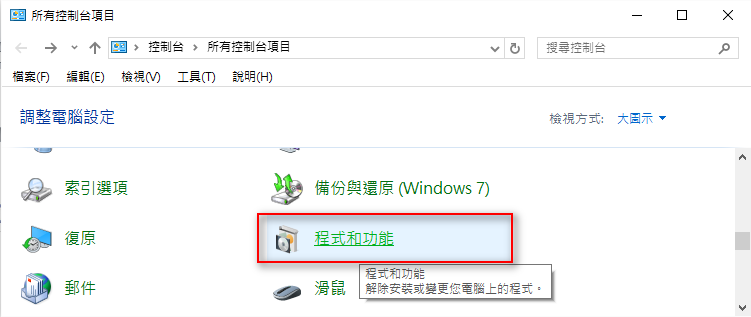 所有控制台項目
控制台 > 所有控制台項目
搜尋控制台
檔案(F) 編輯(E) 檢視(V) 工具(T) 說明(H)
調整電腦設定
檢視方式: 大圖示
索引選項
備份與還原 (Windows 7)
復原
程式和功能
程式和功能
解除安裝或變更您電腦上的程式。
郵件
滑鼠